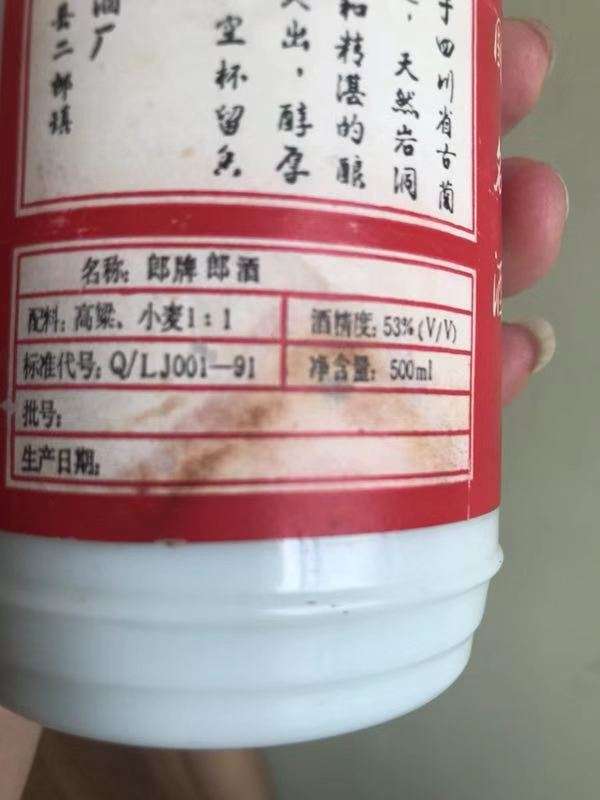 于四川省古蔺
，天然岩洞
和精湛的酿
出，醇厚
空杯留香
酒厂
县二郎镇
名称：郎牌郎酒
配料：高粱、小麦1：1
酒精度：53%(V/V)
标准代号：Q/LJ001—91
净含量：500ml
批号：
生产日期：